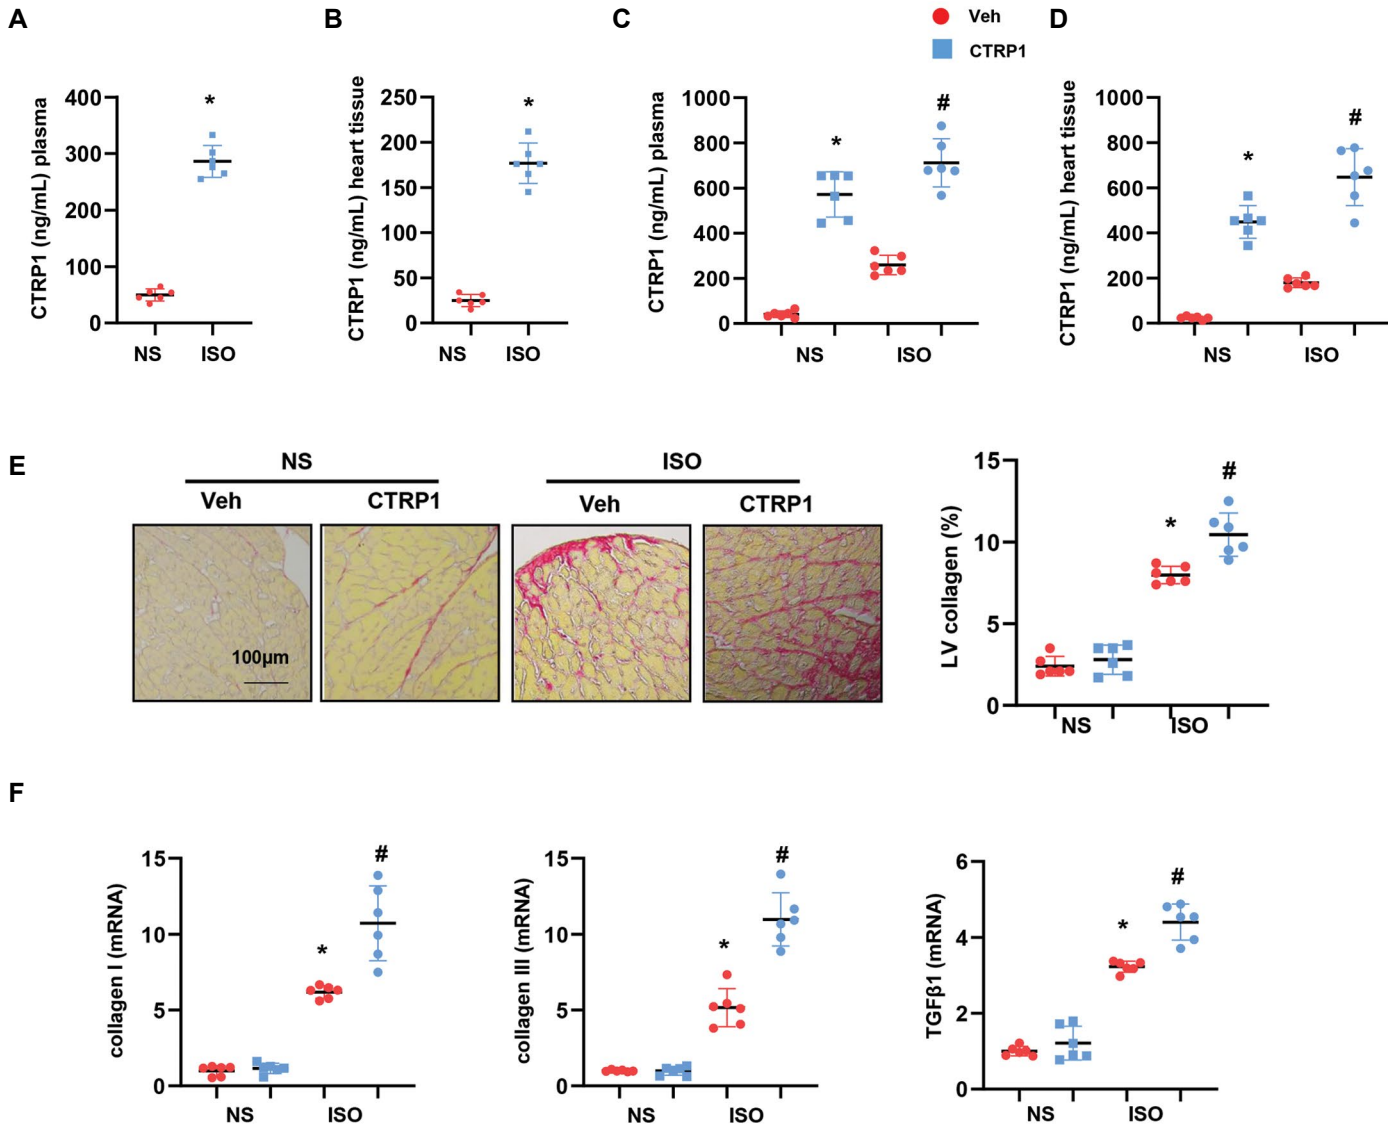 A
B
C
Veh
CTRP1
D
CTRP1 (ng/mL) plasma
400
300
200
100
0
*
NS
ISO
CTRP1 (ng/mL) heart tissue
250
200
150
100
50
0
*
NS
ISO
CTRP1 (ng/mL) plasma
1000
800
600
400
200
0
*
#
NS
ISO
CTRP1 (ng/mL) heart tissue
1000
800
600
400
200
0
*
#
NS
ISO
E
NS
ISO
Veh
CTRP1
Veh
CTRP1
100μm
LV collagen (%)
15
10
5
0
*
#
NS
ISO
F
collagen I (mRNA)
15
10
5
0
*
#
NS
ISO
collagen III (mRNA)
15
10
5
0
*
#
NS
ISO
TGFβ1 (mRNA)
6
4
2
0
*
#
NS
ISO